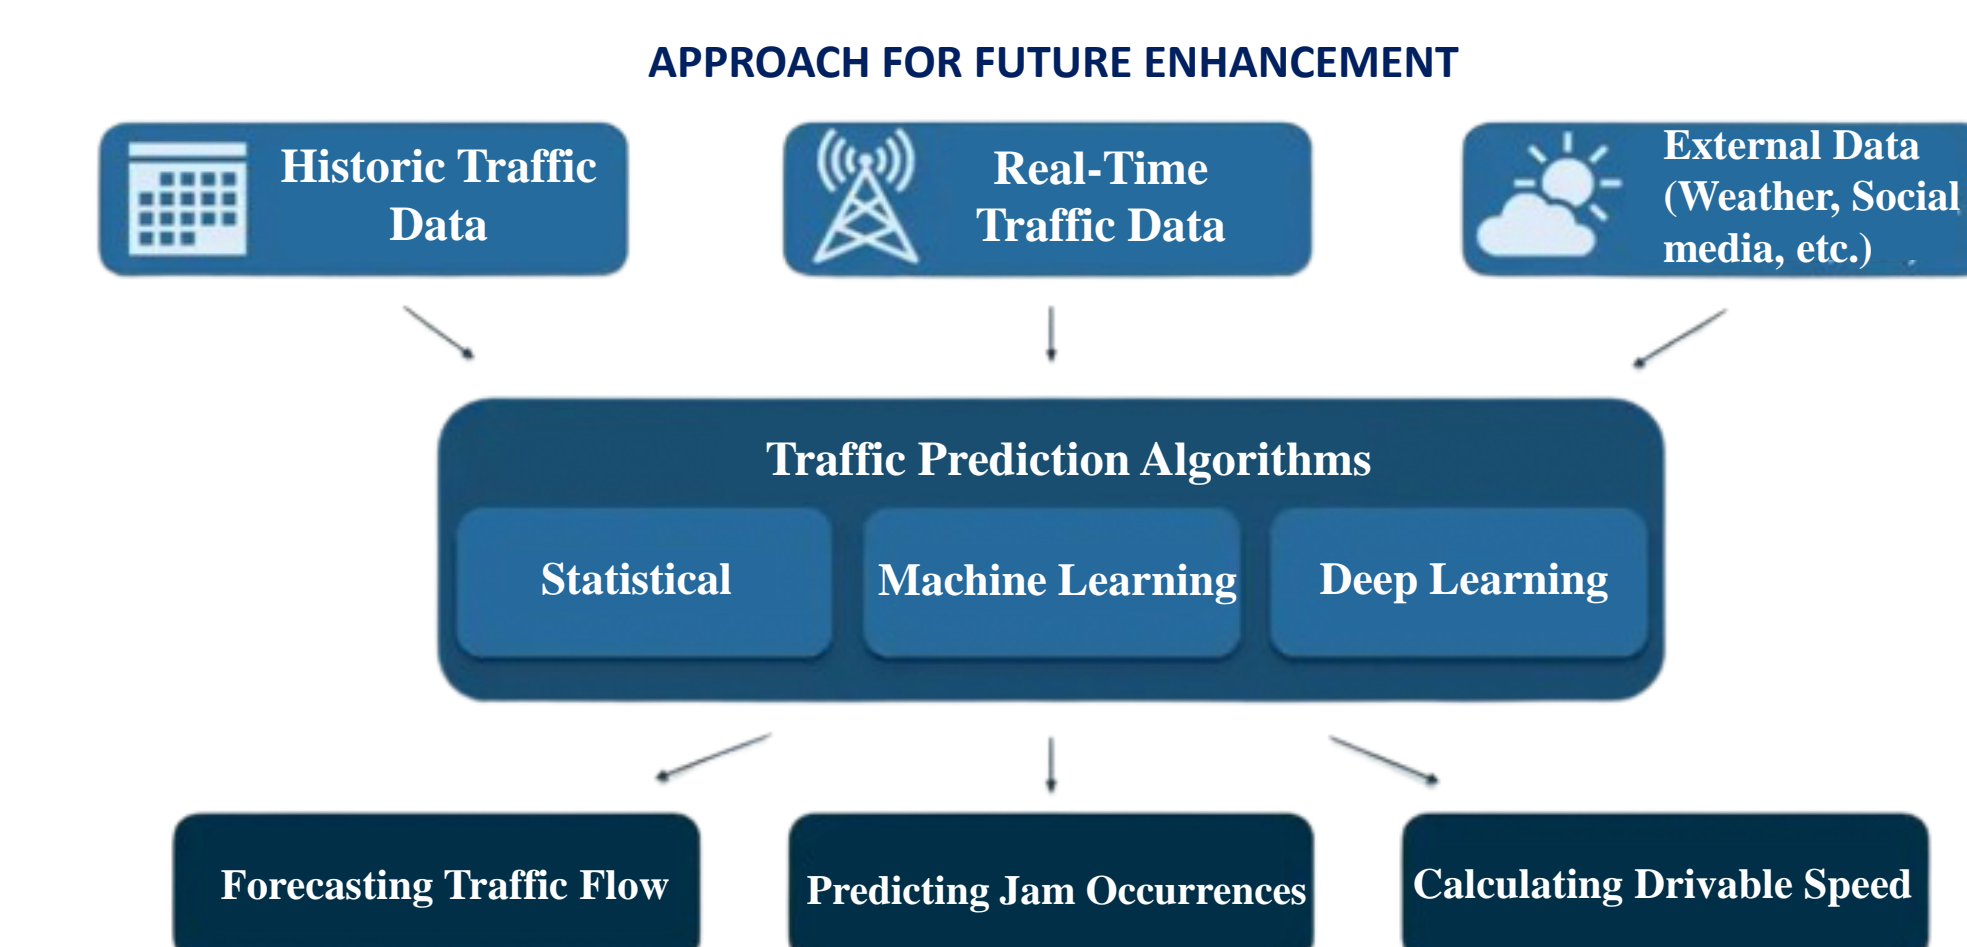 APPROACH FOR FUTURE ENHANCEMENT
Historic Traffic
Data
Real-Time
Traffic Data
External Data
(Weather, Social
media, etc.)
Traffic Prediction Algorithms
Statistical
Machine Learning
Deep Learning
Forecasting Traffic Flow
Predicting Jam Occurrences
Calculating Drivable Speed